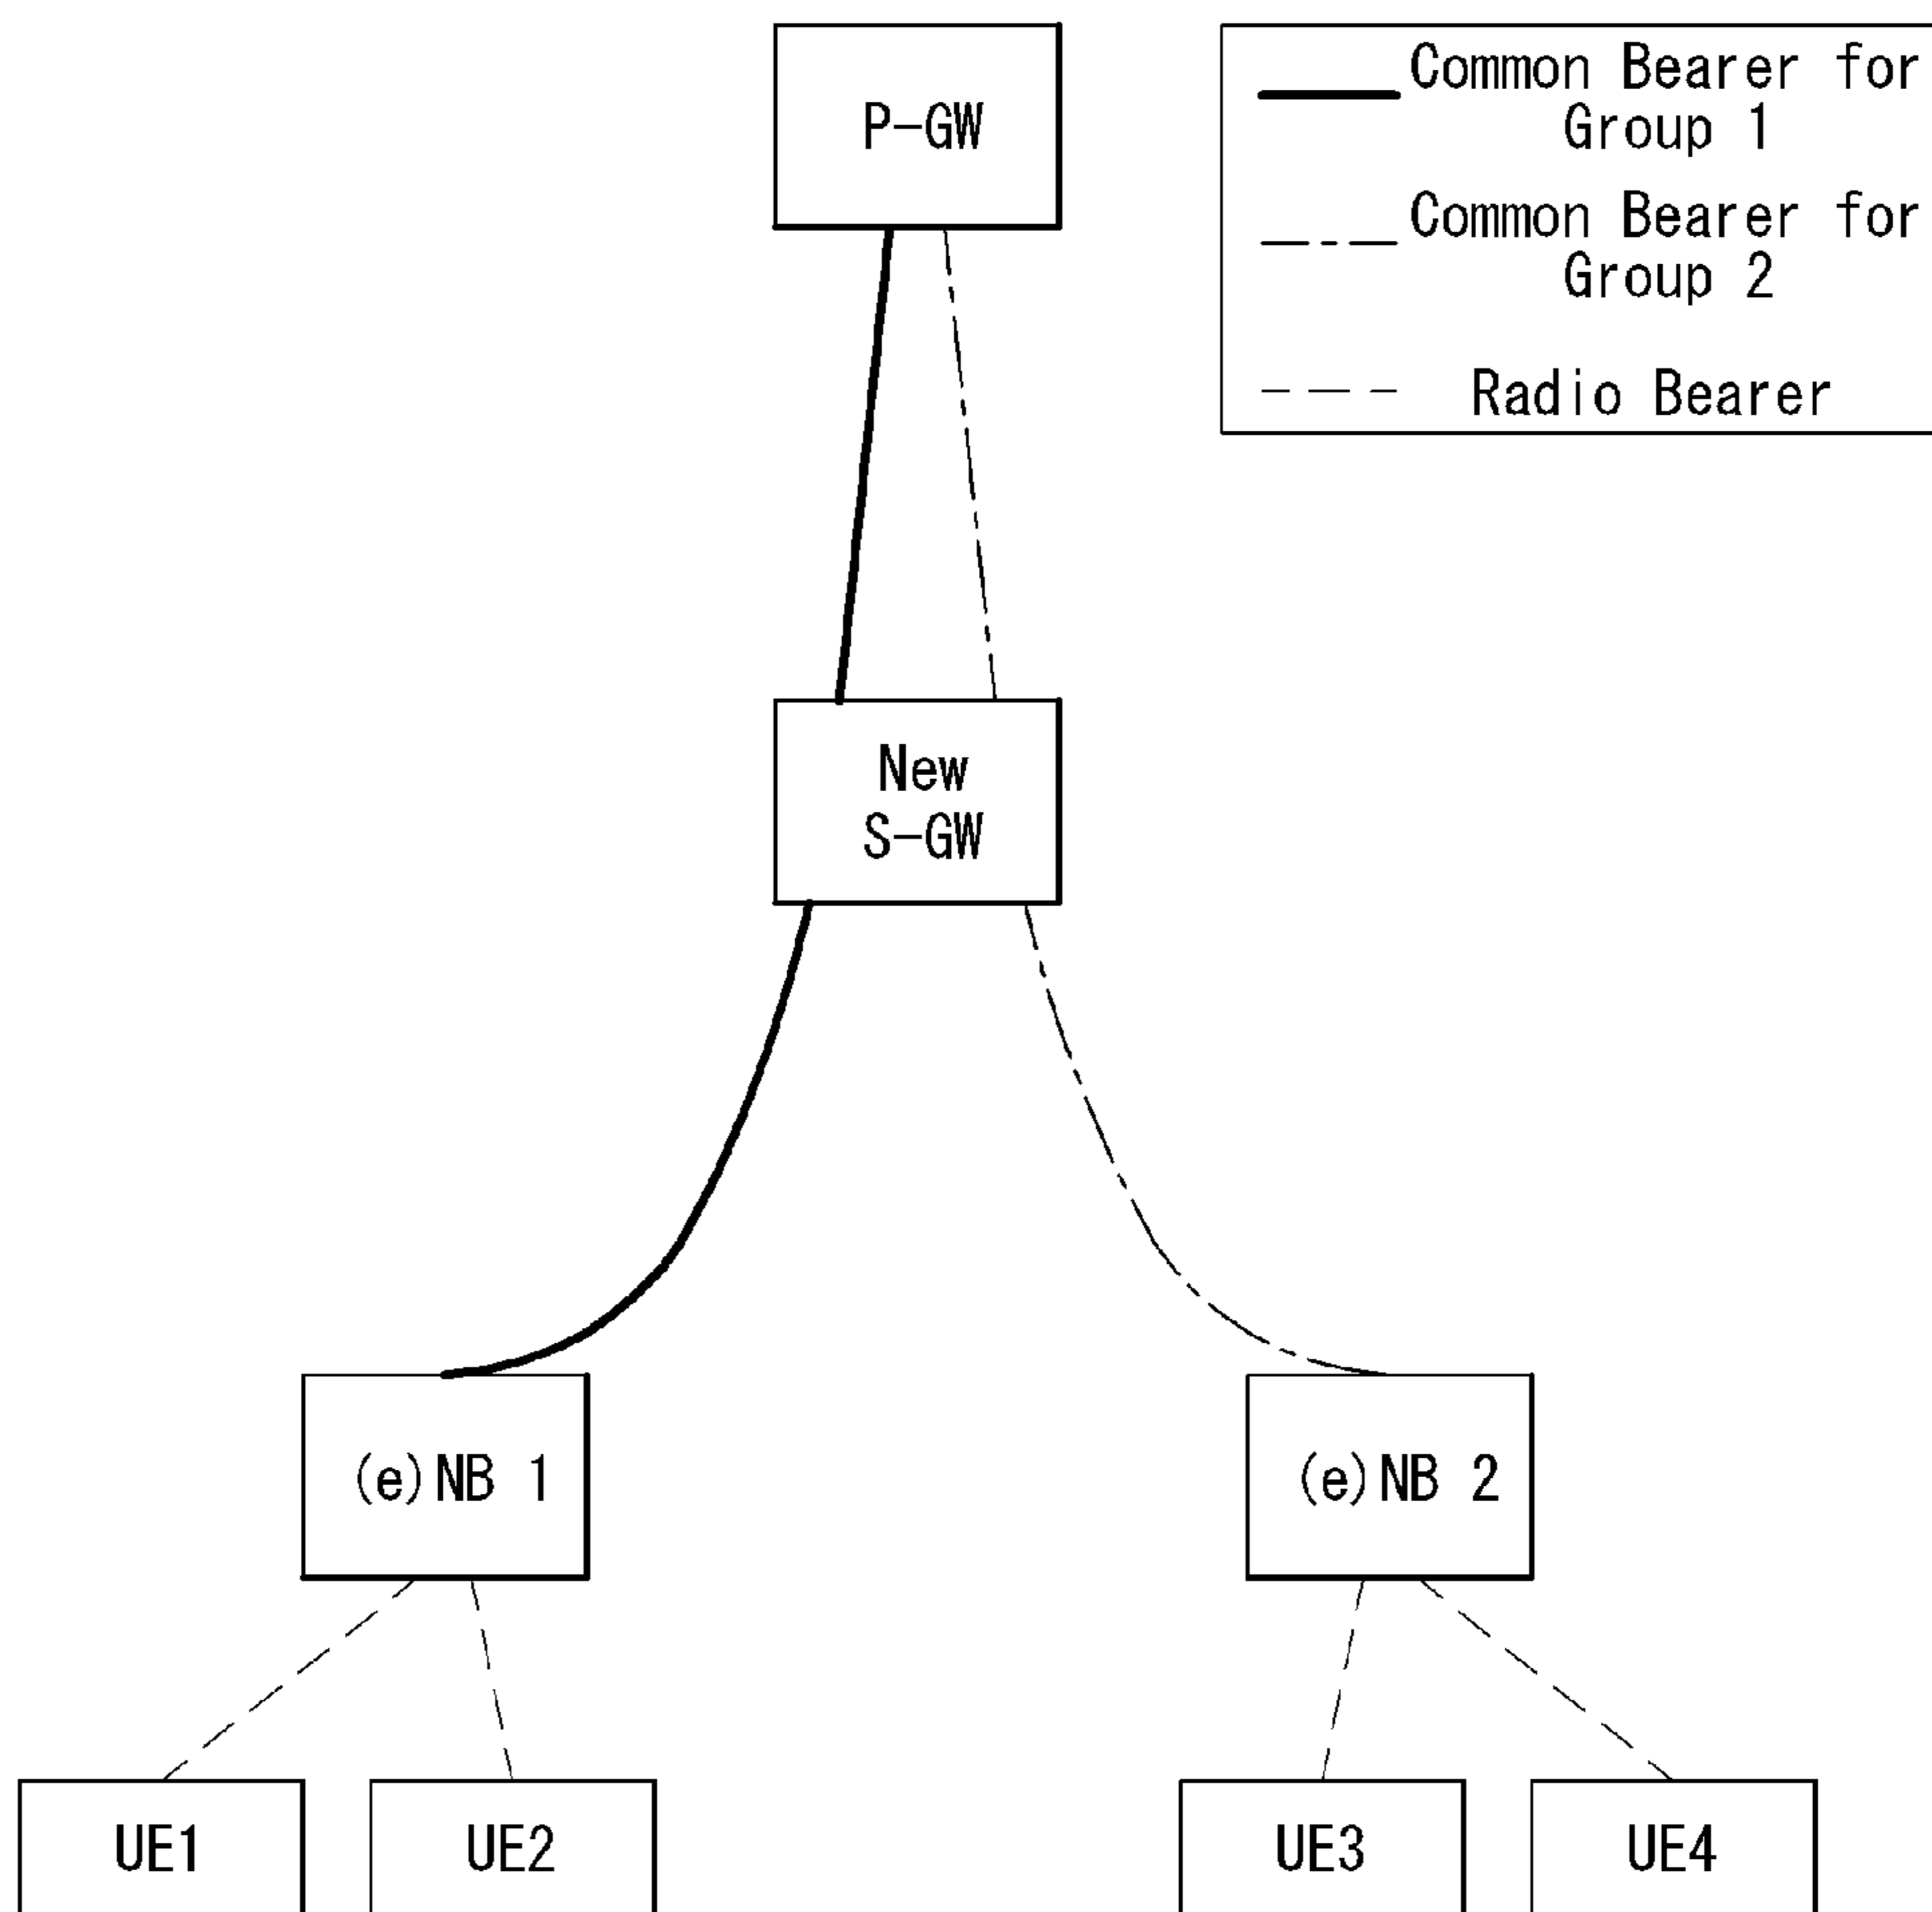 P-GW
Common Bearer for
Group 1
Common Bearer for
Group 2
Radio Bearer
New
S-GW
(e)NB 1
(e)NB 2
UE1
UE2
UE3
UE4